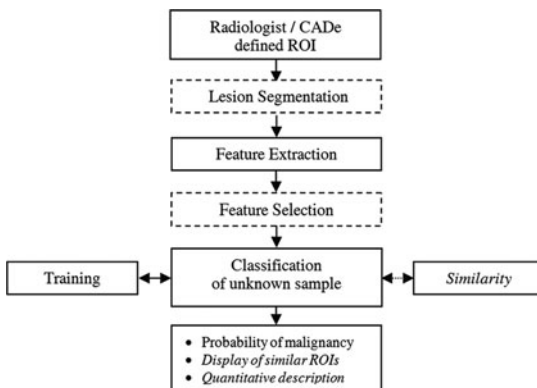 Radiologist / CADe
defined ROI
Lesion Segmentation
Feature Extraction
Feature Selection
Training
Classification
of unknown sample
Similarity
• Probability of malignancy
• Display of similar ROIs
• Quantitative description